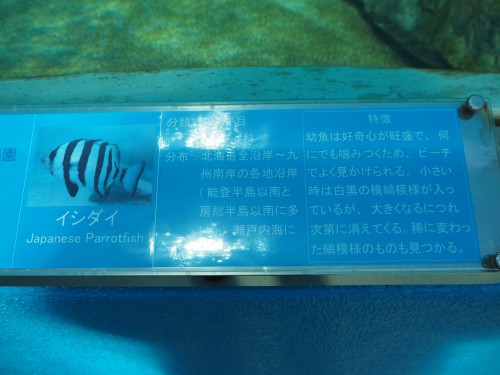 園
イシダイ
Japanese Parrotfish
分類
目
科
分布 北海道全沿岸～九
州南岸の各地沿岸
(能登半島以南と
房総半島以南に多
瀬戸内海に
特徴
幼魚は好奇心が旺盛で、何
にでも噛みつくため、ビーチ
でよく見かけられる。小さい
時は白黒の横縞模様が入っ
ているが、大きくなるにつれ
次第に消えてくる。稀に変わっ
た縞模様のものも見つかる。